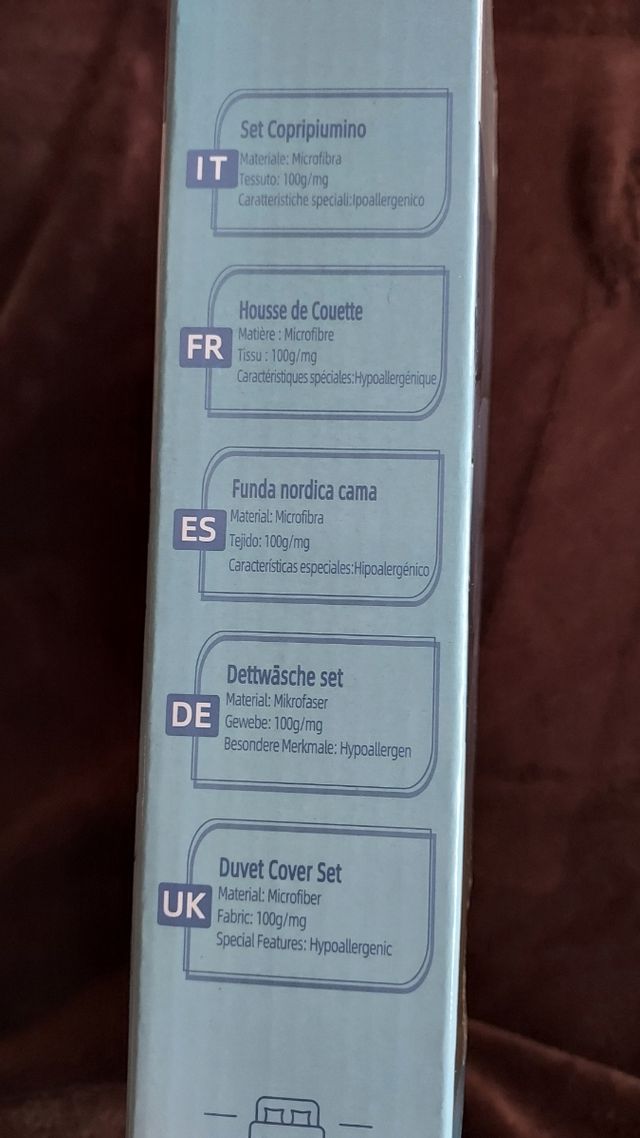 Set Copripiumino
IT
Materiale: Microfibra
Tessuto: 100g/mg
Caratteristiche speciali:Ipoallergenico
Housse de Couette
FR
Matière : Microfibre
Tissu : 100g/mg
Caractéristiques spéciales:Hypoallergénique
Funda nordica cama
ES
Material: Microfibra
Tejido: 100g/mg
Características especiales:Hipoalergénico
Dettwäsche set
DE
Material: Mikrofaser
Gewebe: 100g/mg
Besondere Merkmale: Hypoallergen
Duvet Cover Set
UK
Material: Microfiber
Fabric: 100g/mg
Special Features: Hypoallergenic